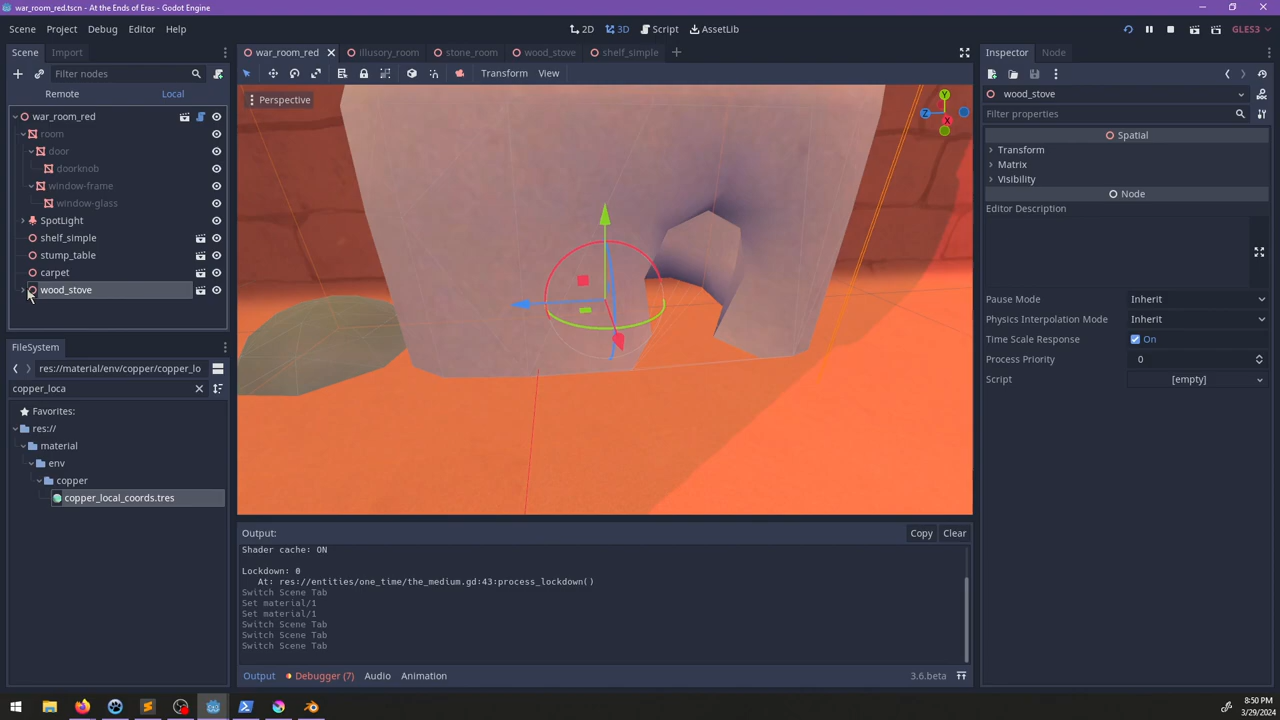 war_room_red.tscn - At the Ends of Eras - Godot Engine
Scene Project Debug Editor Help
2D 3D Script AssetLib
GLES3
Scene Import
war_room_red illusory_room stone_room wood_stove shelf_simple
Inspector Node
Filter nodes
Transform View
Remote Local
wood_stove
Perspective
Y
Z
X
Filter properties
war_room_red
room
door
doorknob
window-frame
window-glass
SpotLight
shelf_simple
stump_table
carpet
wood_stove
Spatial
Transform
Matrix
Visibility
Node
Editor Description
Pause Mode Inherit
Physics Interpolation Mode Inherit
Time Scale Response On
Process Priority 0
Script [empty]
FileSystem
res://material/env/copper/copper_lo
copper_loca
Favorites:
res://
material
env
copper
copper_local_coords.tres
Output:
Copy Clear
Shader cache: ON
Lockdown: 0
At: res://entities/one_time/the_medium.gd:43:process_lockdown()
Switch Scene Tab
Set material/1
Set material/1
Switch Scene Tab
Switch Scene Tab
Switch Scene Tab
Output Debugger (7) Audio Animation
3.6.beta
8:50 PM
3/29/2024